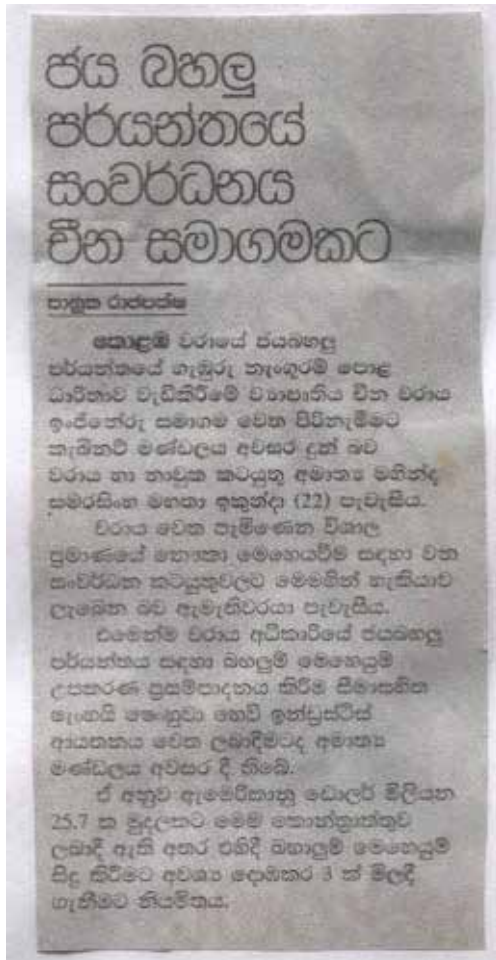 ජය බහලු
පර්යන්තයේ
සංවර්ධනය
චීන සමාගමකට
රාජපක්ෂ
කොළඹ වරායේ ජයබහලු
පර්යන්තයේ ගැඹුරු නැංගුරම් පොළ
ධාරිතාව වැඩිකිරීමේ ව්‍යාපෘතිය චීන වරාය
ඉංජිනේරු සමාගම වෙත පිරිනැමීමට
කැබිනට් මණ්ඩලය අවසර දුන් බව
වරාය හා නාවුක කටයුතු අමාත්‍ය මහින්ද
සමරසිංහ මහතා ඉකුන්දා (22) පැවැසීය.
වරාය වෙත පැමිණෙන විශාල
ප්‍රමාණයේ නෞකා මෙහෙයවීම සඳහා වන
සංවර්ධන කටයුතුවලට මෙමගින් හැකියාව
ලැබෙන බව ඇමැතිවරයා පැවැසීය.
එමෙන්ම වරාය අධිකාරියේ ජයබහලු
පර්යන්තය සඳහා බහලුම් මෙහෙයුම්
උපකරණ ප්‍රසම්පාදනය කිරීම සීමාසහිත
ෂැංහයි ෂෙනුවා හෙවි ඉන්ඩස්ට්‍රිස්
ආයතනය වෙත ලබාදීමටද අමාත්‍ය
මණ්ඩලය අවසර දී තිබේ.
ඒ අනුව ඇමෙරිකානු ඩොලර් මිලියන
25.7 ක මුදලකට මෙම කොන්ත්‍රාත්තුව
ලබාදී ඇති අතර එහිදී බහාලුම් මෙහෙයුම්
සිදු කිරීමට අවශ්‍ය දොඹකර 3 ක් මිලදී
ගැනීමට නියමිතය.